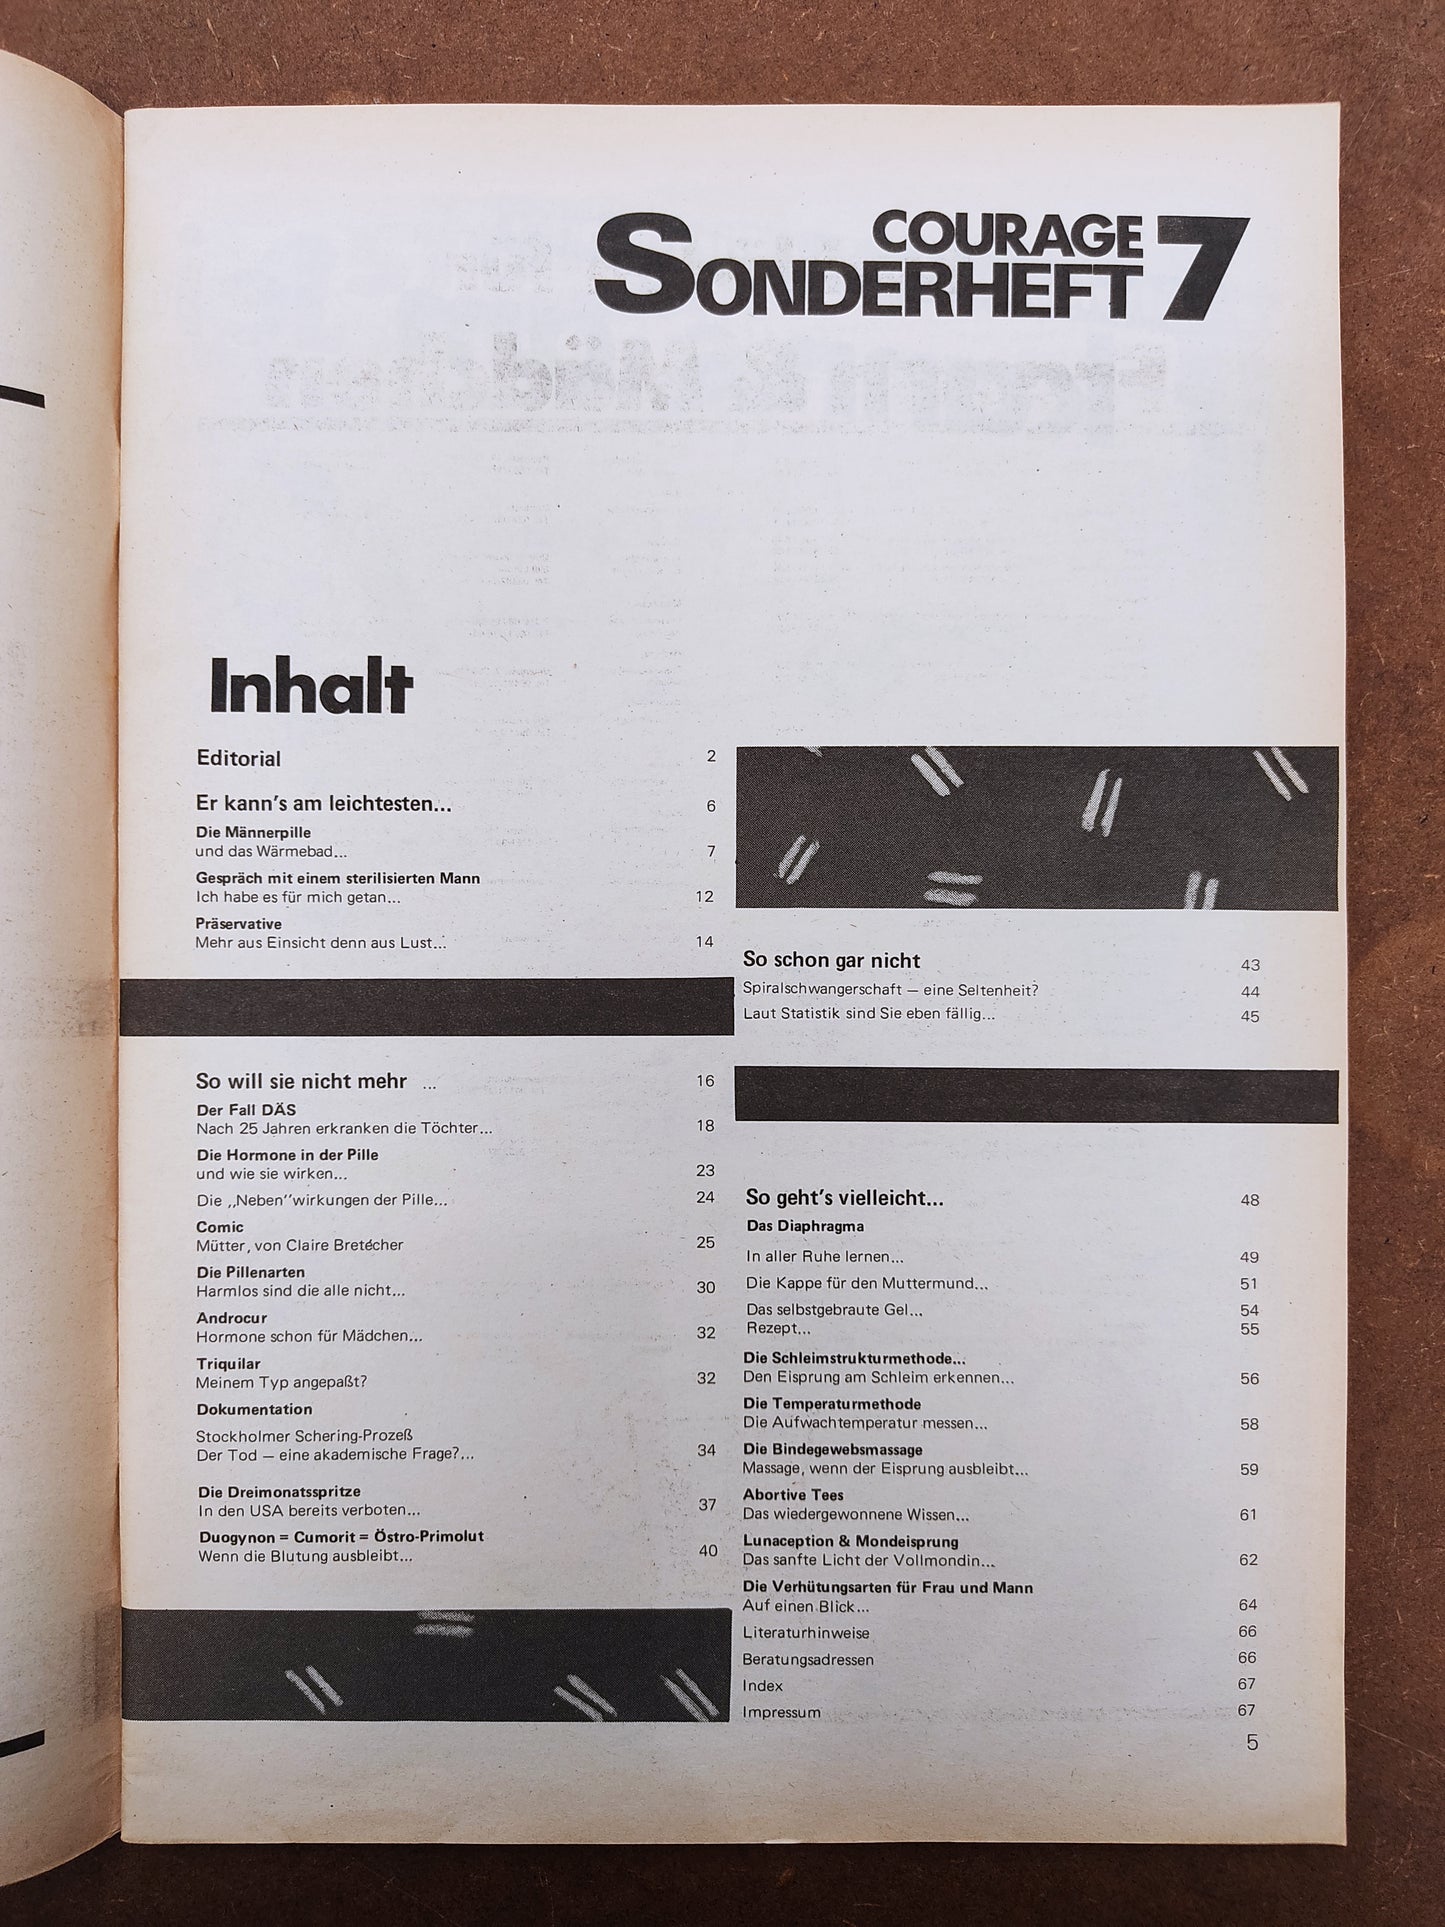 COURAGE
SONDERHEFT 7
Inhalt
Editorial 2
Er kann's am leichtesten... 6
Die Männerpille
und das Wärmebad... 7
Gespräch mit einem sterilisierten Mann
Ich habe es für mich getan... 12
Präservative
Mehr aus Einsicht denn aus Lust... 14
So will sie nicht mehr ... 16
Der Fall DÄS
Nach 25 Jahren erkranken die Töchter... 18
Die Hormone in der Pille
und wie sie wirken... 23
Die ,,Neben''wirkungen der Pille... 24
Comic
Mütter, von Claire Bretécher 25
Die Pillenarten
Harmlos sind die alle nicht... 30
Androcur
Hormone schon für Mädchen... 32
Triquilar
Meinem Typ angepaßt? 32
Dokumentation
Stockholmer Schering-Prozeß
Der Tod – eine akademische Frage?... 34
Die Dreimonatsspritze
In den USA bereits verboten... 37
Duogynon = Cumorit = Östro-Primolut
Wenn die Blutung ausbleibt... 40
So schon gar nicht 43
Spiralschwangerschaft – eine Seltenheit? 44
Laut Statistik sind Sie eben fällig... 45
So geht's vielleicht... 48
Das Diaphragma
In aller Ruhe lernen... 49
Die Kappe für den Muttermund... 51
Das selbstgebraute Gel... 54
Rezept... 55
Die Schleimstrukturmethode...
Den Eisprung am Schleim erkennen... 56
Die Temperaturmethode
Die Aufwachtemperatur messen... 58
Die Bindegewebsmassage
Massage, wenn der Eisprung ausbleibt... 59
Abortive Tees
Das wiedergewonnene Wissen... 61
Lunaception & Mondeisprung
Das sanfte Licht der Vollmondin... 62
Die Verhütungsarten für Frau und Mann
Auf einen Blick... 64
Literaturhinweise 66
Beratungsadressen 66
Index 67
Impressum 67
5